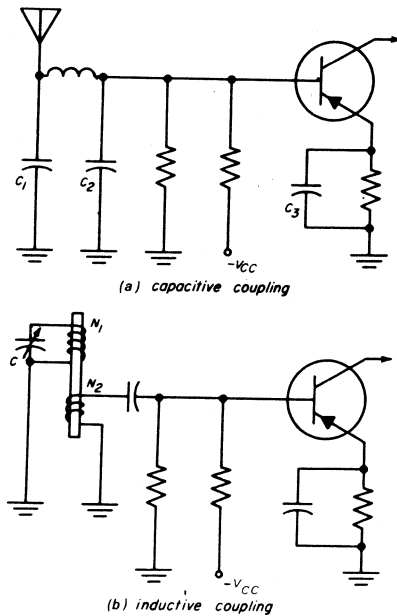 C1
C2
C3
-VCC
(a) capacitive coupling
N1
C
N2
-VCC
(b) inductive coupling